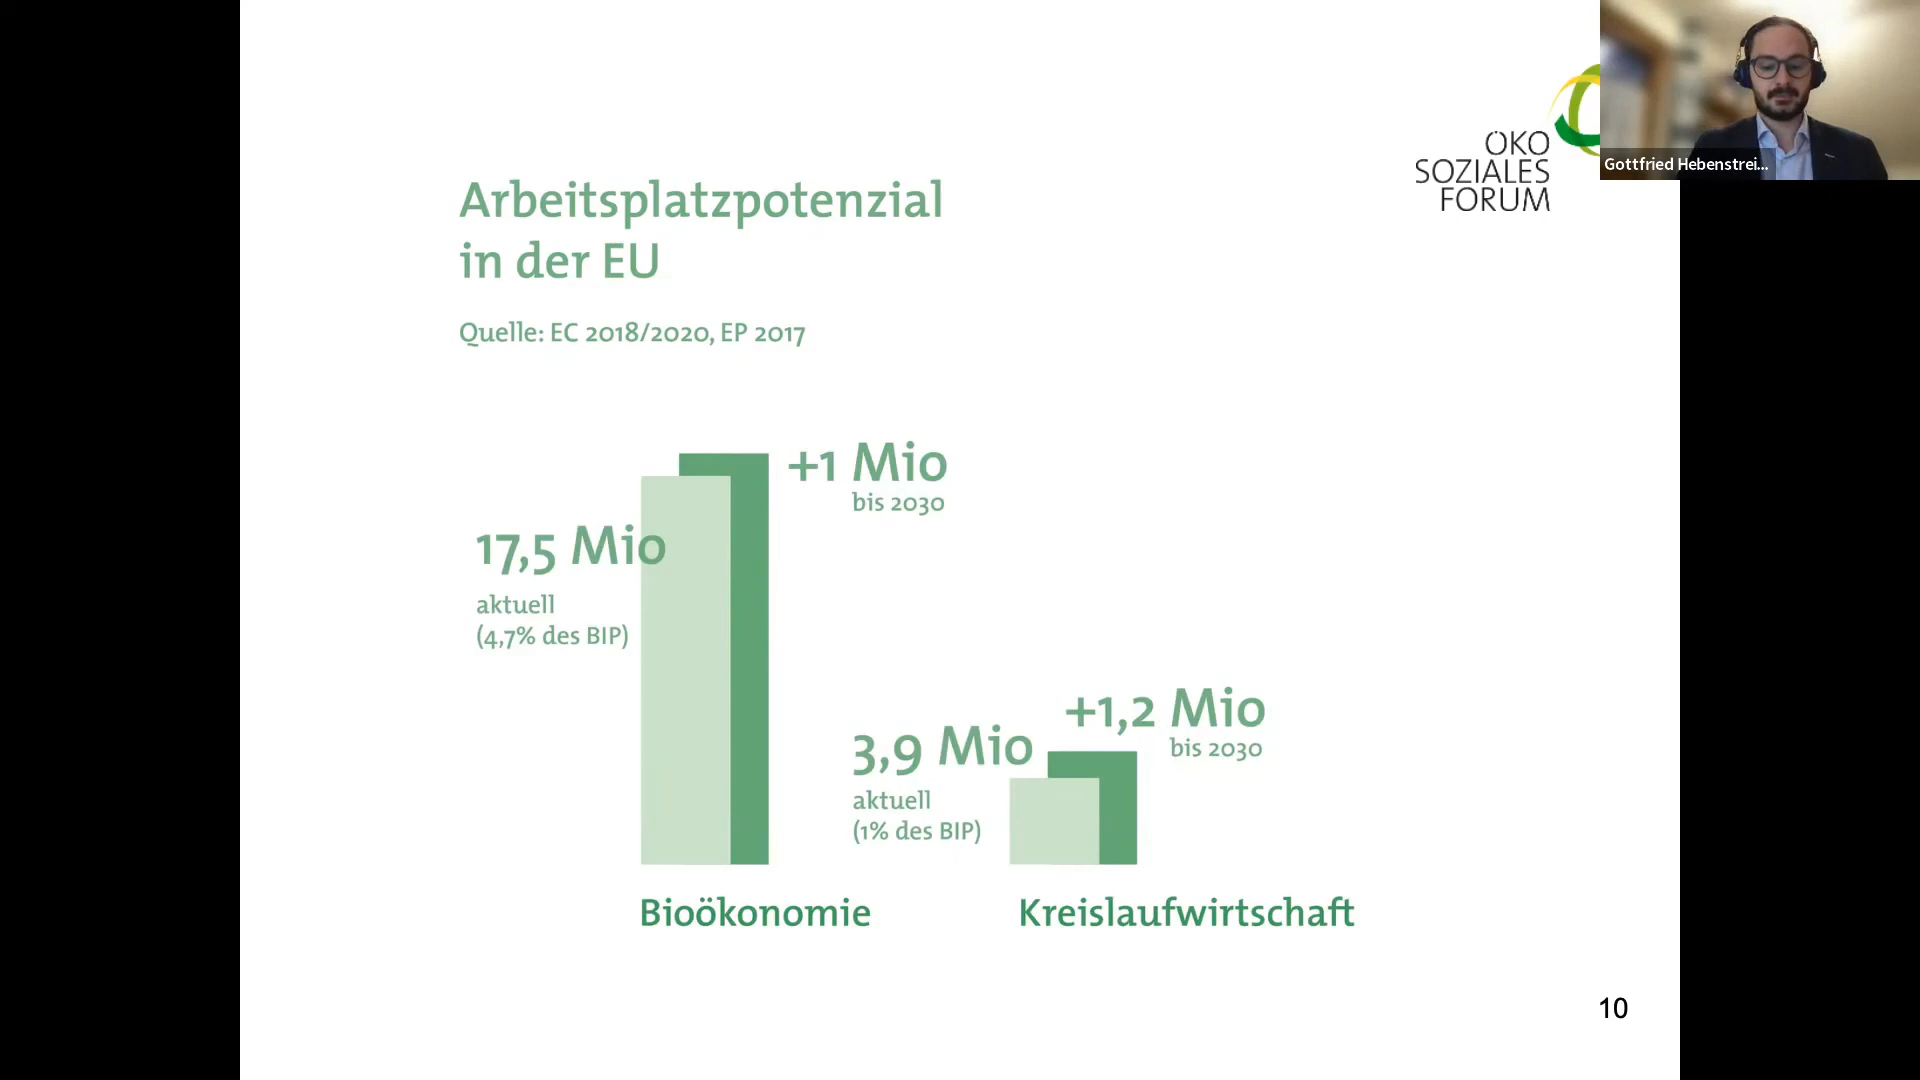 Arbeitsplatzpotenzial
in der EU
Quelle: EC 2018/2020, EP 2017
ÖKO
SOZIALES
FORUM
Gottfried Hebenstrei...
+1 Mio
bis 2030
17,5 Mio
aktuell
(4,7% des BIP)
+1,2 Mio
bis 2030
3,9 Mio
aktuell
(1% des BIP)
Bioökonomie
Kreislaufwirtschaft
10